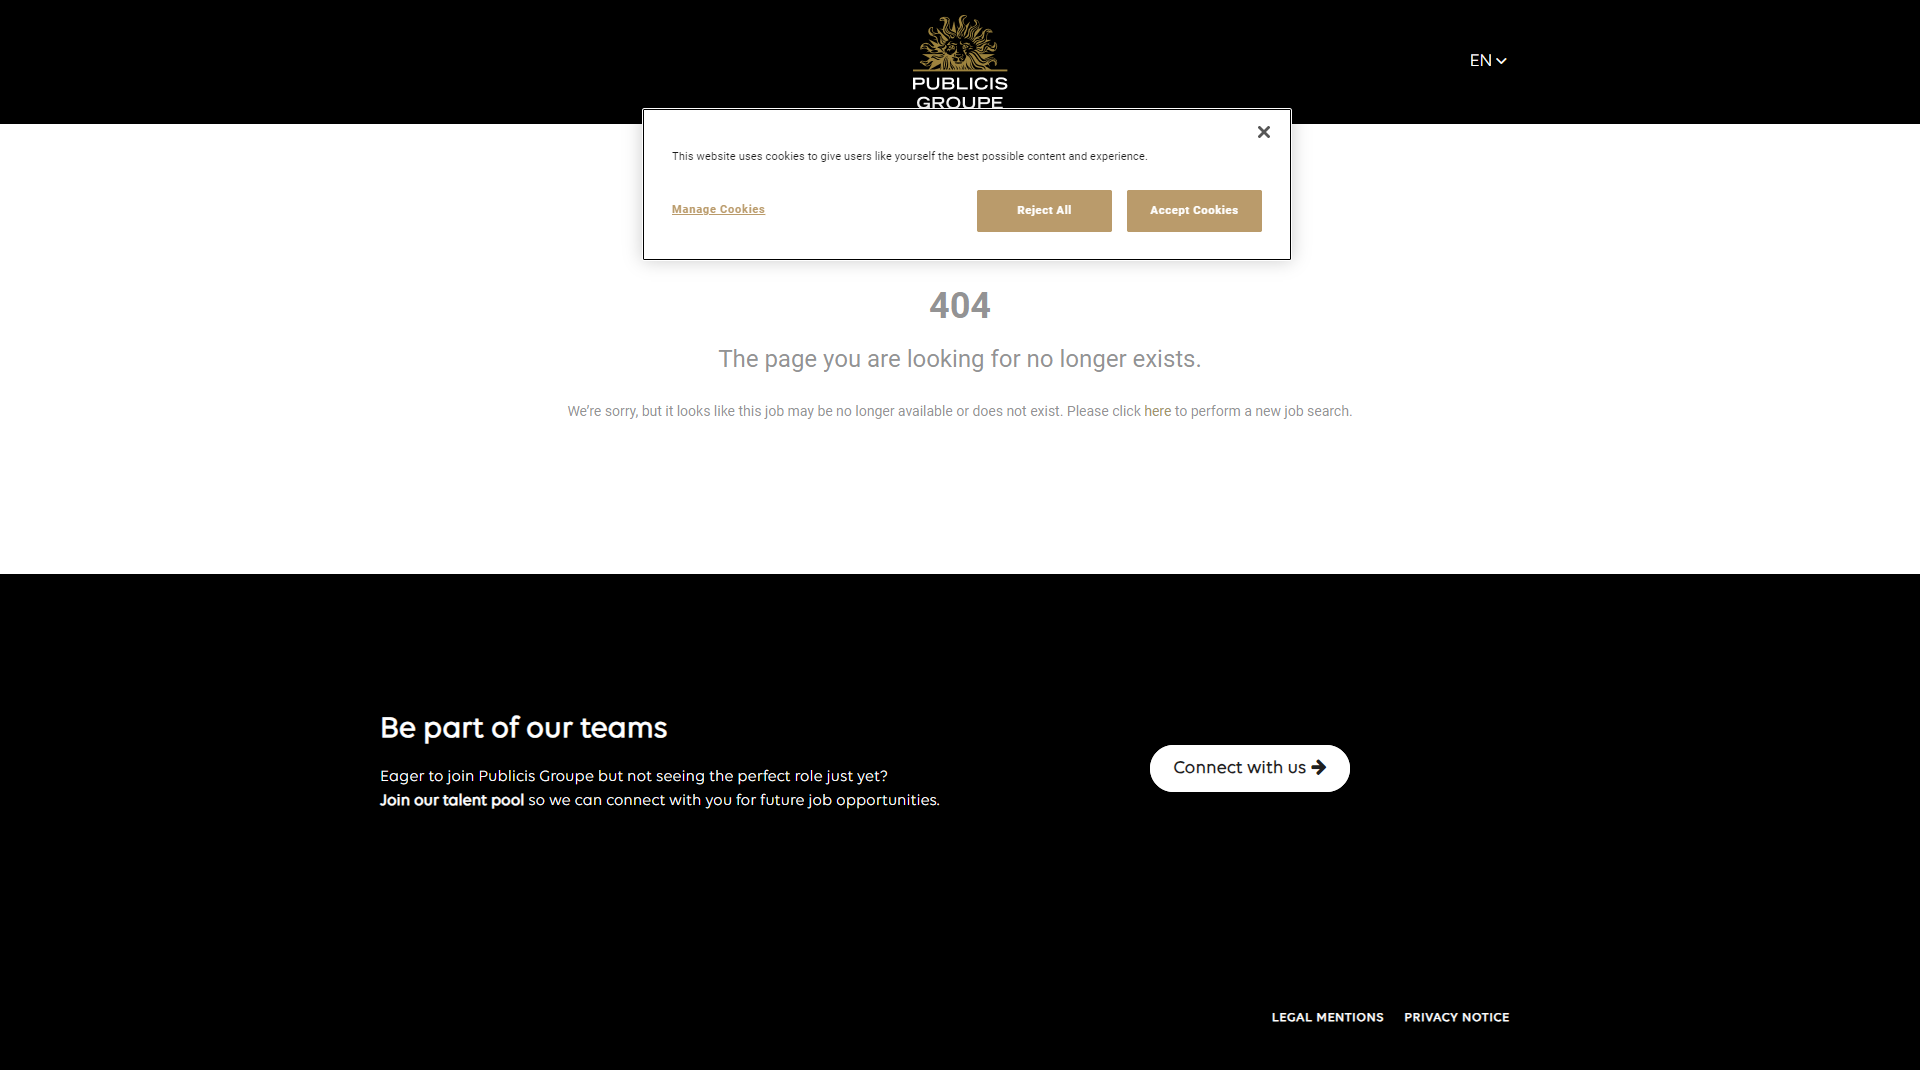 PUBLICIS
GROUPE
EN
This website uses cookies to give users like yourself the best possible content and experience.
Manage Cookies
Reject All
Accept Cookies
404
The page you are looking for no longer exists.
We're sorry, but it looks like this job may be no longer available or does not exist. Please click here to perform a new job search.
Be part of our teams
Eager to join Publicis Groupe but not seeing the perfect role just yet?
Join our talent pool so we can connect with you for future job opportunities.
Connect with us
LEGAL MENTIONS PRIVACY NOTICE